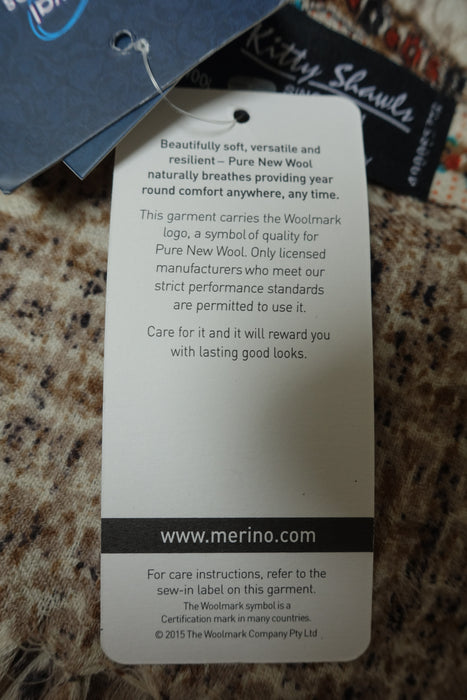 Kitty Shawls
Beautifully soft, versatile and
resilient – Pure New Wool
naturally breathes providing year
round comfort anywhere, any time.
This garment carries the Woolmark
logo, a symbol of quality for
Pure New Wool. Only licensed
manufacturers who meet our
strict performance standards
are permitted to use it.
Care for it and it will reward you
with lasting good looks.
www.merino.com
For care instructions, refer to the
sew-in label on this garment.
The Woolmark symbol is a
Certification mark in many countries.
© 2015 The Woolmark Company Pty Ltd